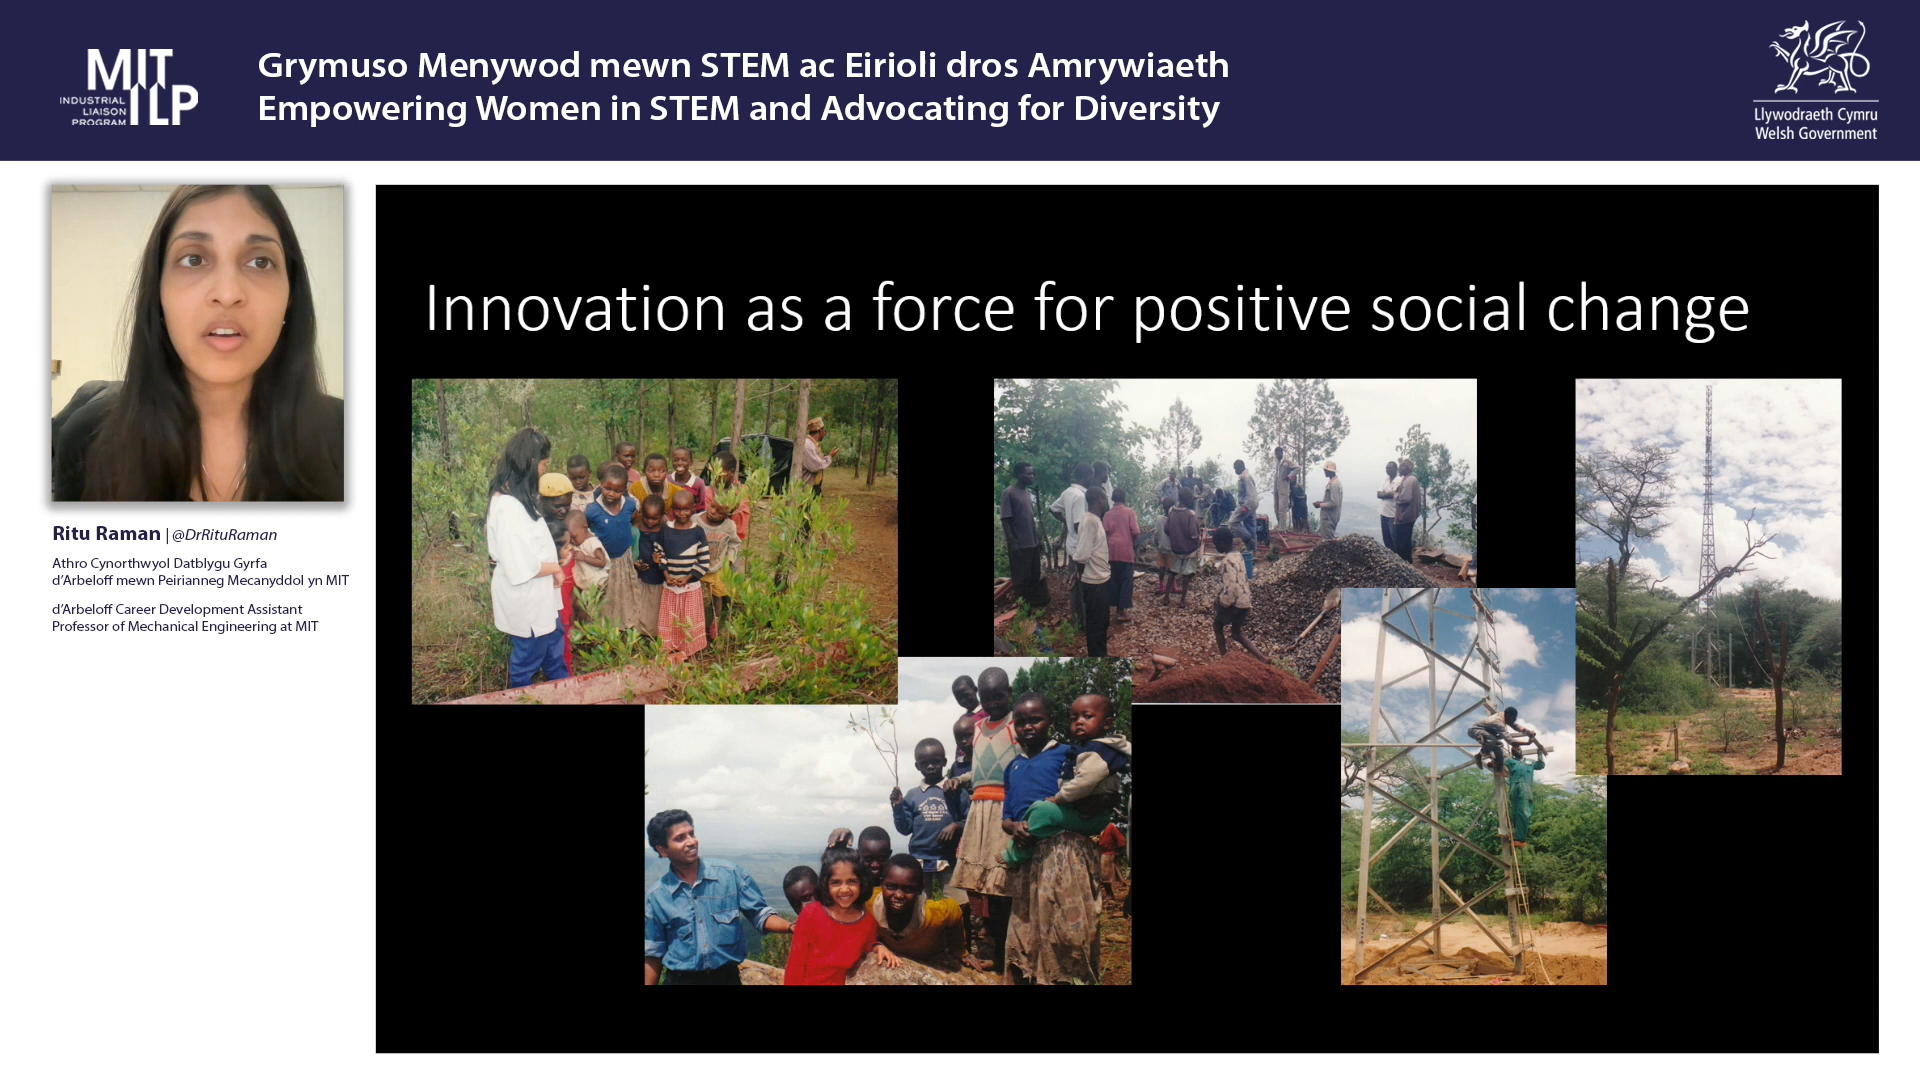 MIT
ILP
INDUSTRIAL
LIAISON
PROGRAM
Grymuso Menywod mewn STEM ac Eirioli dros Amrywiaeth
Empowering Women in STEM and Advocating for Diversity
Llywodraeth Cymru
Welsh Government
Ritu Raman | @DrRituRaman
Athro Cynorthwyol Datblygu Gyrfa
d'Arbeloff mewn Peirianneg Mecanyddol yn MIT
d'Arbeloff Career Development Assistant
Professor of Mechanical Engineering at MIT
Innovation as a force for positive social change